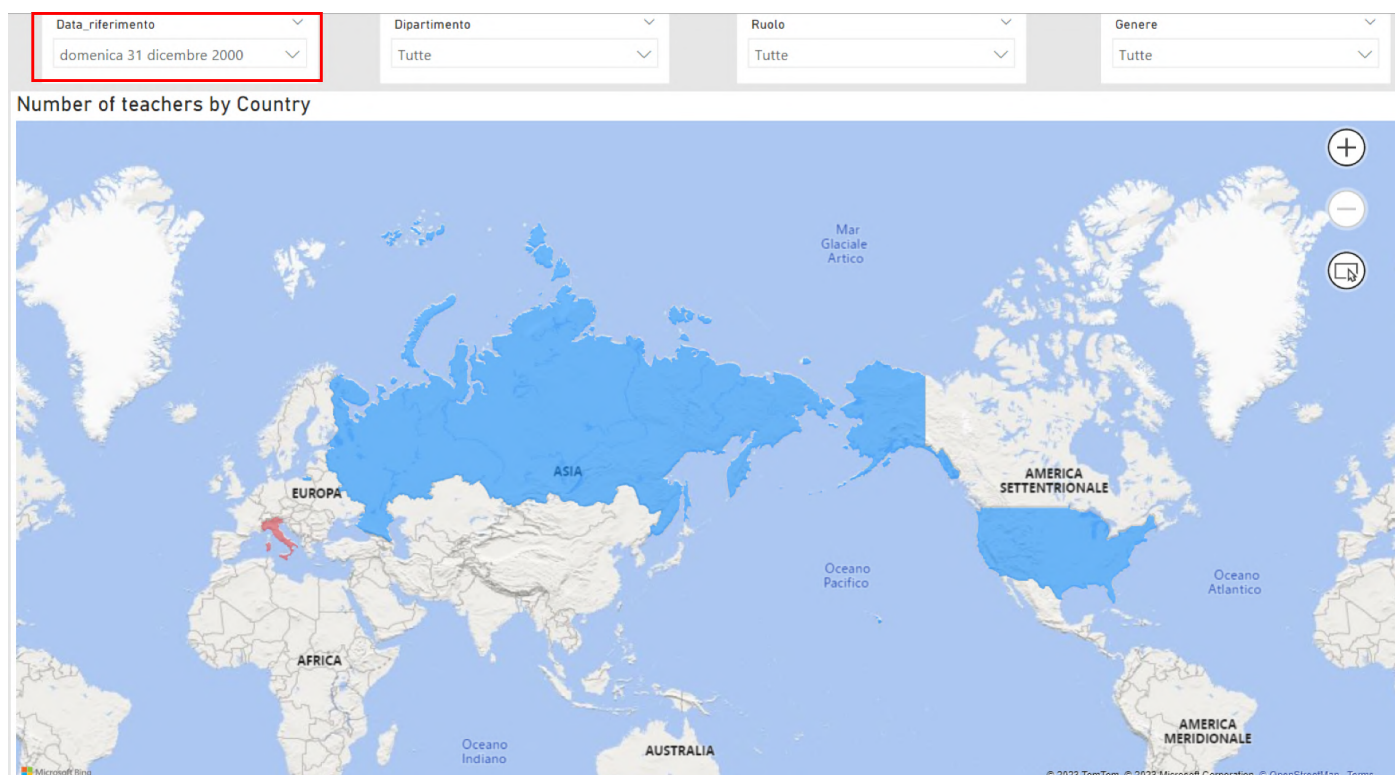 Data_riferimento
Dipartimento
Ruolo
Genere
domenica 31 dicembre 2000
Tutte
Tutte
Tutte
Number of teachers by Country
Mar
Glaciale
Artico
ASIA
EUROPA
AMERICA
SETTENTRIONALE
Oceano
Pacifico
Oceano
Atlantico
AFRICA
AMERICA
MERIDIONALE
Oceano
Indiano
AUSTRALIA
Microsoft Bing
© 2023 TomTom, © 2023 Microsoft Corporation, © OpenStreetMap Terms